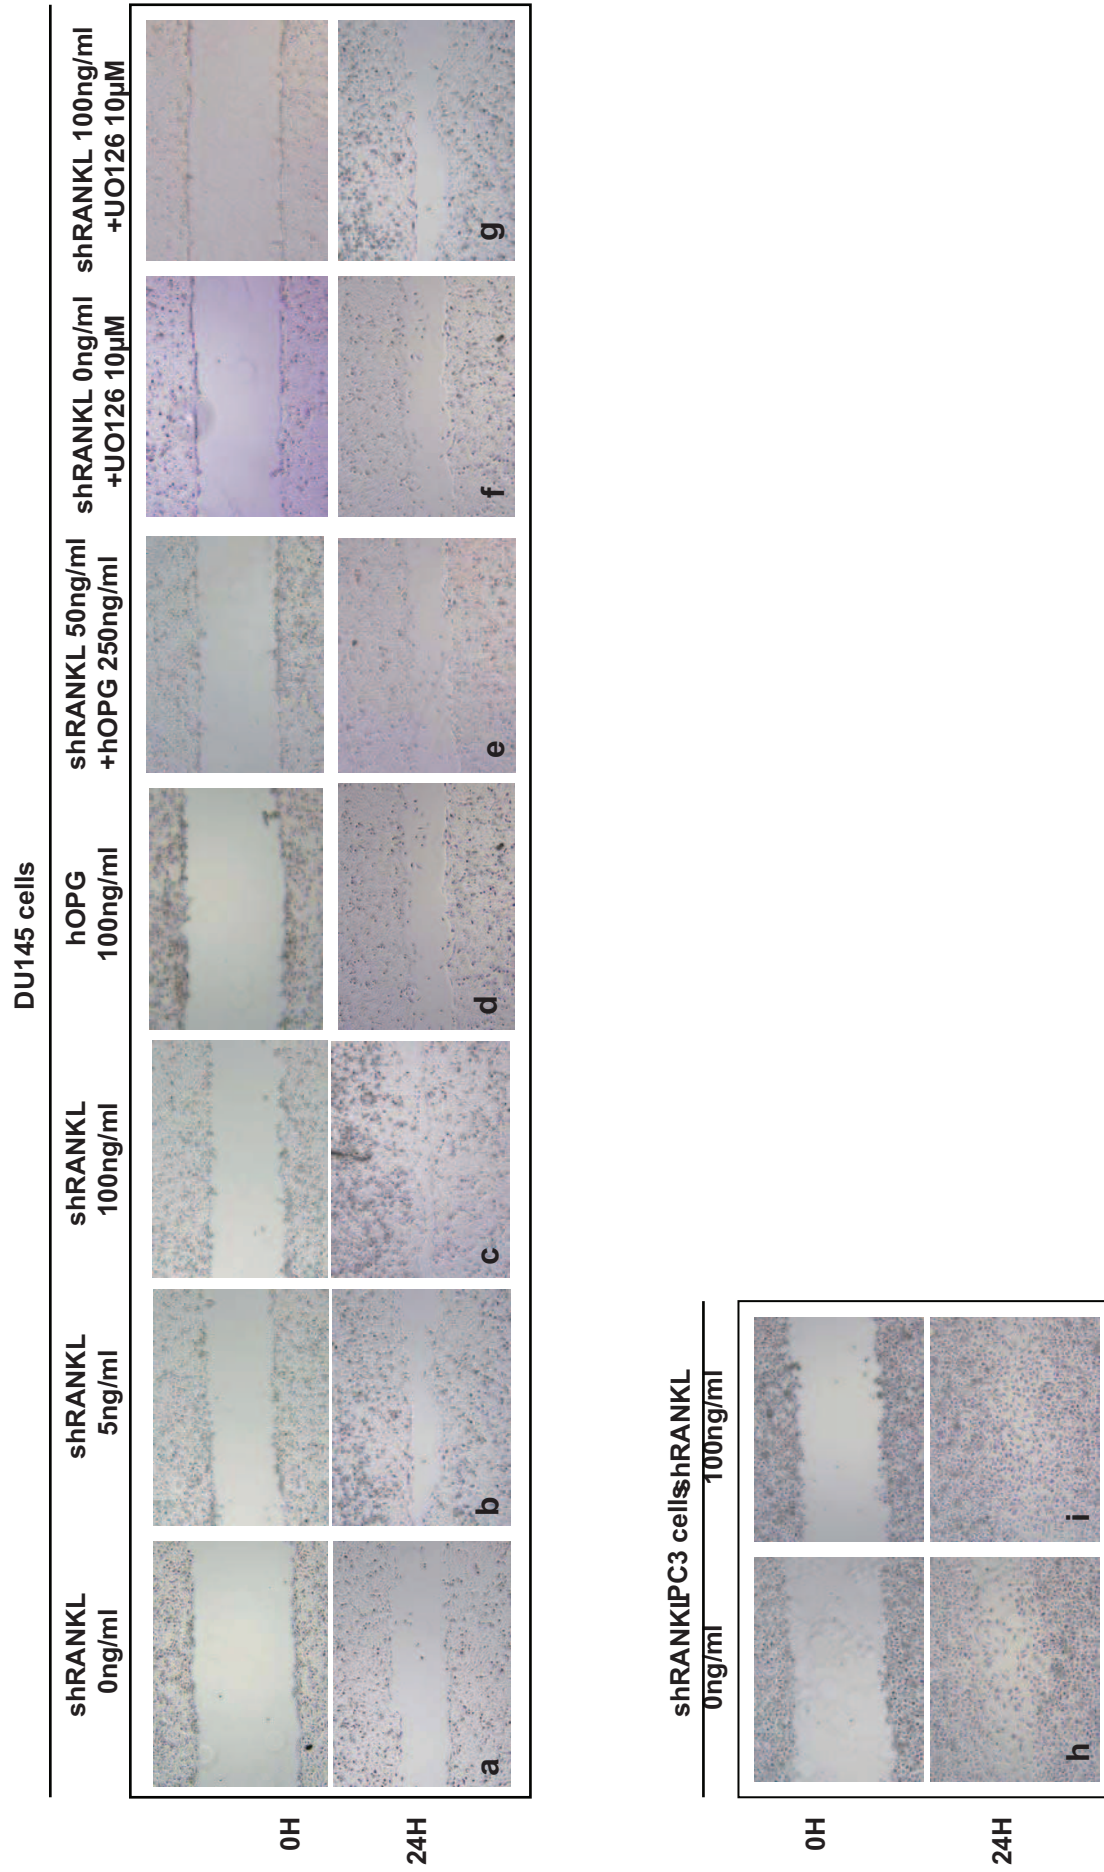 DU145 cells
shRANKL
0ng/ml
shRANKL
5ng/ml
shRANKL
100ng/ml
hOPG
100ng/ml
shRANKL 50ng/ml
+hOPG 250ng/ml
shRANKL 0ng/ml
+UO126 10µM
shRANKL 100ng/ml
+UO126 10µM
0H
24H
a
b
c
d
e
f
g
PC3 cells
shRANKL
0ng/ml
shRANKL
100ng/ml
0H
24H
h
i